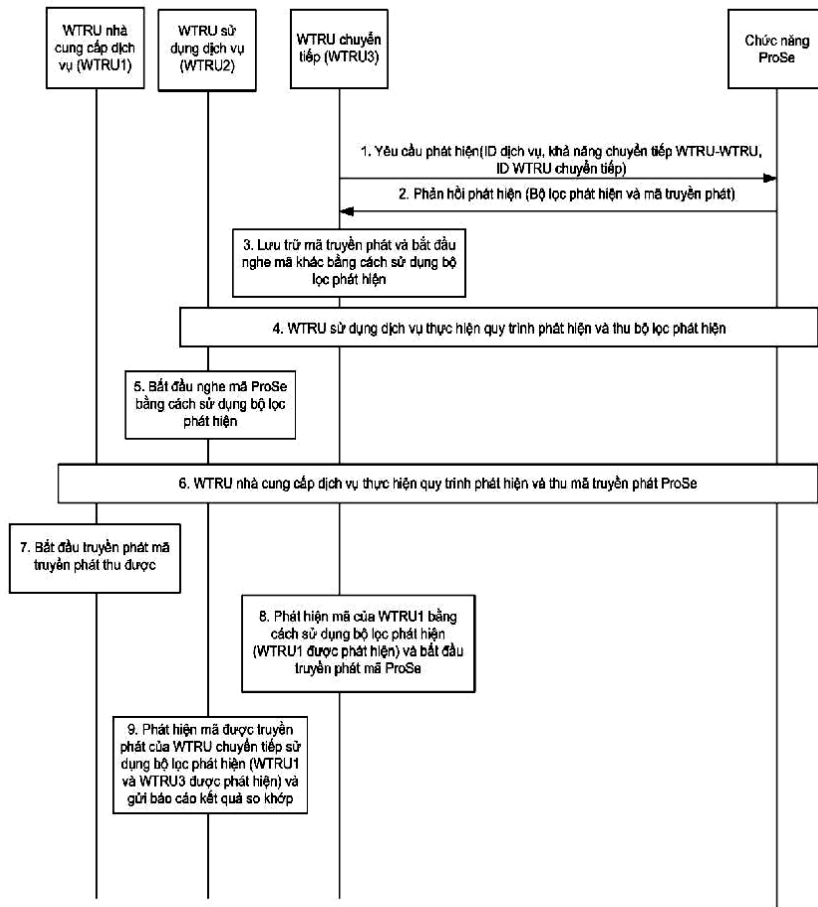 WTRU nhà
cung cấp dịch
vụ (WTRU1)
WTRU sử
dụng dịch vụ
(WTRU2)
WTRU chuyển
tiếp (WTRU3)
Chức năng
ProSe
1. Yêu cầu phát hiện(ID dịch vụ, khả năng chuyển tiếp WTRU-WTRU,
ID WTRU chuyển tiếp)
2. Phản hồi phát hiện (Bộ lọc phát hiện và mã truyền phát)
3. Lưu trữ mã truyền phát và bắt đầu
nghe mã khác bằng cách sử dụng bộ
lọc phát hiện
4. WTRU sử dụng dịch vụ thực hiện quy trình phát hiện và thu bộ lọc phát hiện
5. Bắt đầu nghe mã ProSe
bằng cách sử dụng bộ lọc
phát hiện
6. WTRU nhà cung cấp dịch vụ thực hiện quy trình phát hiện và thu mã truyền phát ProSe
7. Bắt đầu truyền phát mã
truyền phát thu được
8. Phát hiện mã của WTRU1 bằng
cách sử dụng bộ lọc phát hiện
(WTRU1 được phát hiện) và bắt đầu
truyền phát mã ProSe
9. Phát hiện mã được truyền
phát của WTRU chuyển tiếp sử
dụng bộ lọc phát hiện (WTRU1
và WTRU3 được phát hiện) và
gửi báo cáo kết quả so khớp